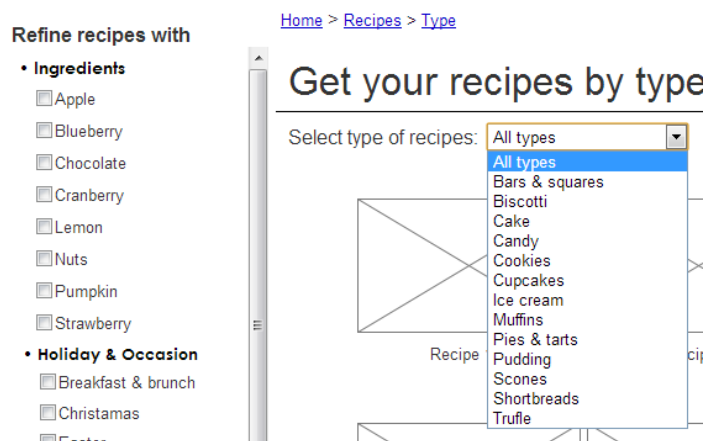 Refine recipes with
• Ingredients
Apple
Blueberry
Chocolate
Cranberry
Lemon
Nuts
Pumpkin
Strawberry
• Holiday & Occasion
Breakfast & brunch
Christamas
Easter
Home > Recipes > Type
Get your recipes by type
Select type of recipes: All types
All types
Bars & squares
Biscotti
Cake
Candy
Cookies
Cupcakes
Ice cream
Muffins
Pies & tarts
Pudding
Scones
Shortbreads
Trufle
Recipe